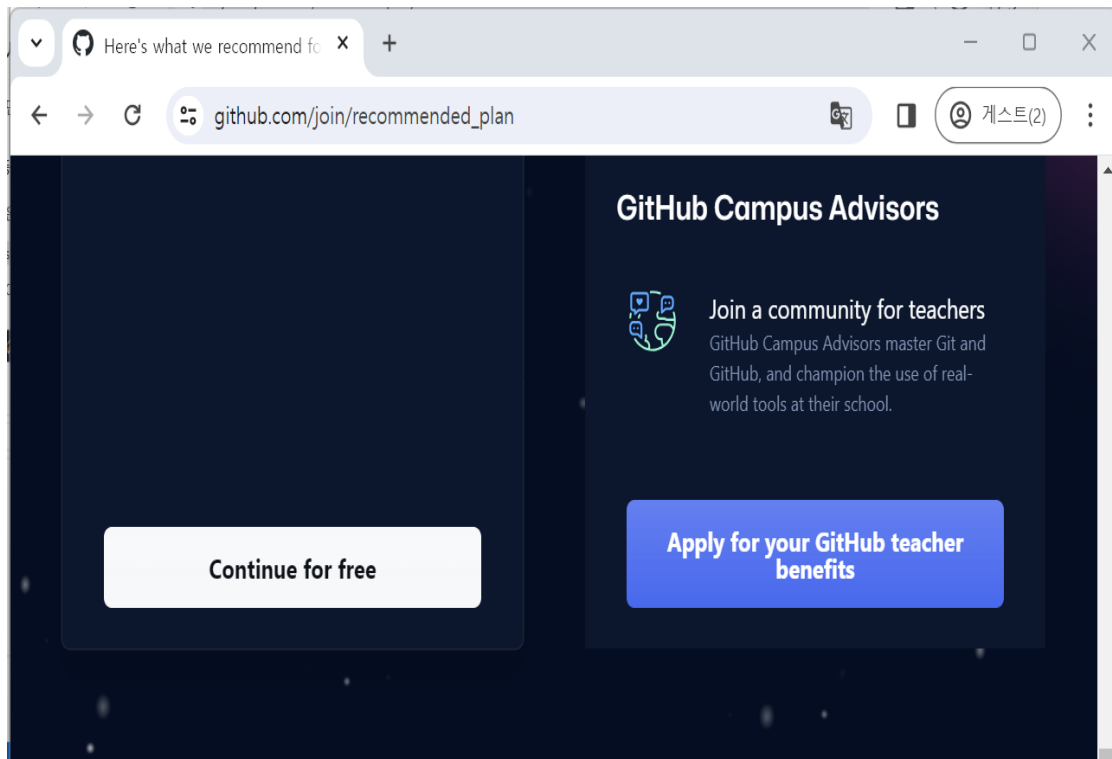 Here's what we recommend fo
github.com/join/recommended_plan
게스트(2)
GitHub Campus Advisors
Join a community for teachers
GitHub Campus Advisors master Git and
GitHub, and champion the use of real-
world tools at their school.
Continue for free
Apply for your GitHub teacher
benefits